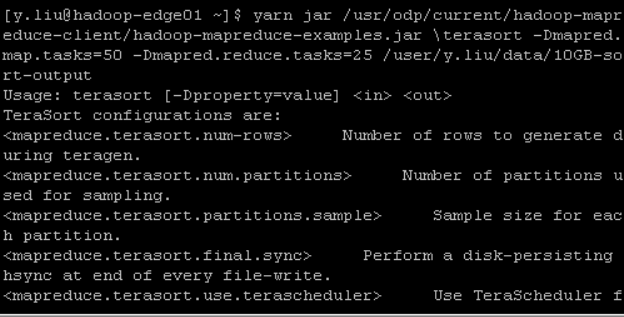 [y.liu@hadoop-edge01 ~]$ yarn jar /usr/odp/current/hadoop-mapr
educe-client/hadoop-mapreduce-examples.jar \terasort -Dmapred.
map.tasks=50 -Dmapred.reduce.tasks=25 /user/y.liu/data/10GB-so
rt-output
Usage: terasort [-Dproperty=value] <in> <out>
TeraSort configurations are:
<mapreduce.terasort.num-rows>     Number of rows to generate d
uring teragen.
<mapreduce.terasort.num.partitions>     Number of partitions u
sed for sampling.
<mapreduce.terasort.partitions.sample>     Sample size for eac
h partition.
<mapreduce.terasort.final.sync>     Perform a disk-persisting
hsync at end of every file-write.
<mapreduce.terasort.use.terascheduler>     Use TeraScheduler f